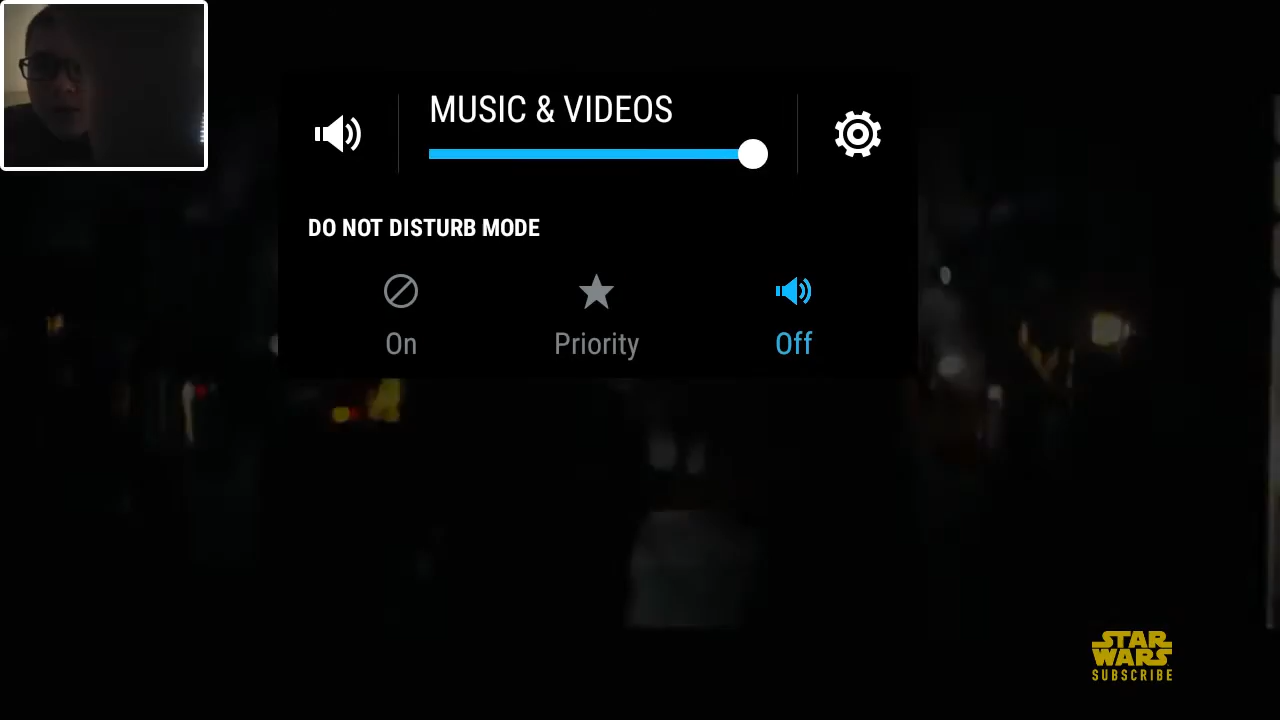 MUSIC & VIDEOS
DO NOT DISTURB MODE
On
Priority
Off
STAR
WARS
SUBSCRIBE